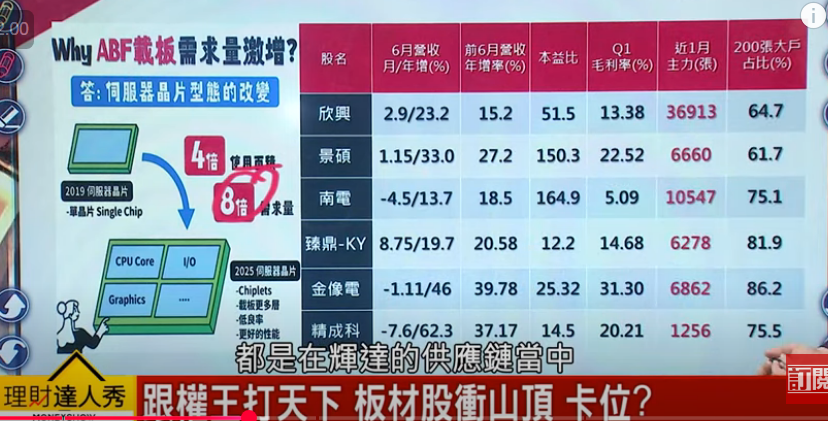 2.00
Why ABF載板需求量激增?
答: 伺服器晶片型態的改變
4倍 使用面積
8倍 需求量
2019 伺服器晶片
-單晶片 Single Chip
CPU Core
I/O
Graphics
....
2025 伺服器晶片
-Chiplets
-載板更多層
-低良率
-更好的性能
股名 6月營收月/年增(%) 前6月營收年增率(%) 本益比 Q1毛利率(%) 近1月主力(張) 200張大戶占比(%)
欣興 2.9/23.2 15.2 51.5 13.38 36913 64.7
景碩 1.15/33.0 27.2 150.3 22.52 6660 61.7
南電 -4.5/13.7 18.5 164.9 5.09 10547 75.1
臻鼎-KY 8.75/19.7 20.58 12.2 14.68 6278 81.9
金像電 -1.11/46 39.78 25.32 31.30 6862 86.2
精成科 -7.6/62.3 37.17 14.5 20.21 1256 75.5
都是在輝達的供應鏈當中
理財達人秀
跟權王打天下 板材股衝山頂 卡位?
訂閱